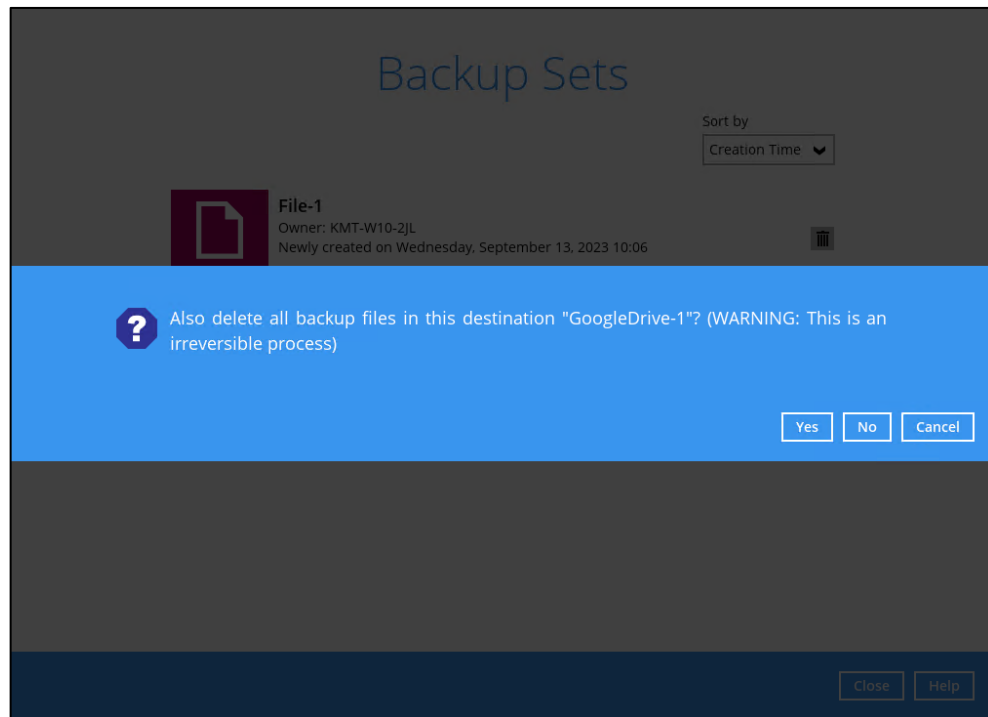 Backup Sets
Sort by
Creation Time
File-1
Owner: KMT-W10-2JL
Newly created on Wednesday, September 13, 2023 10:06
Also delete all backup files in this destination "GoogleDrive-1"? (WARNING: This is an
irreversible process)
Yes No Cancel
Close Help